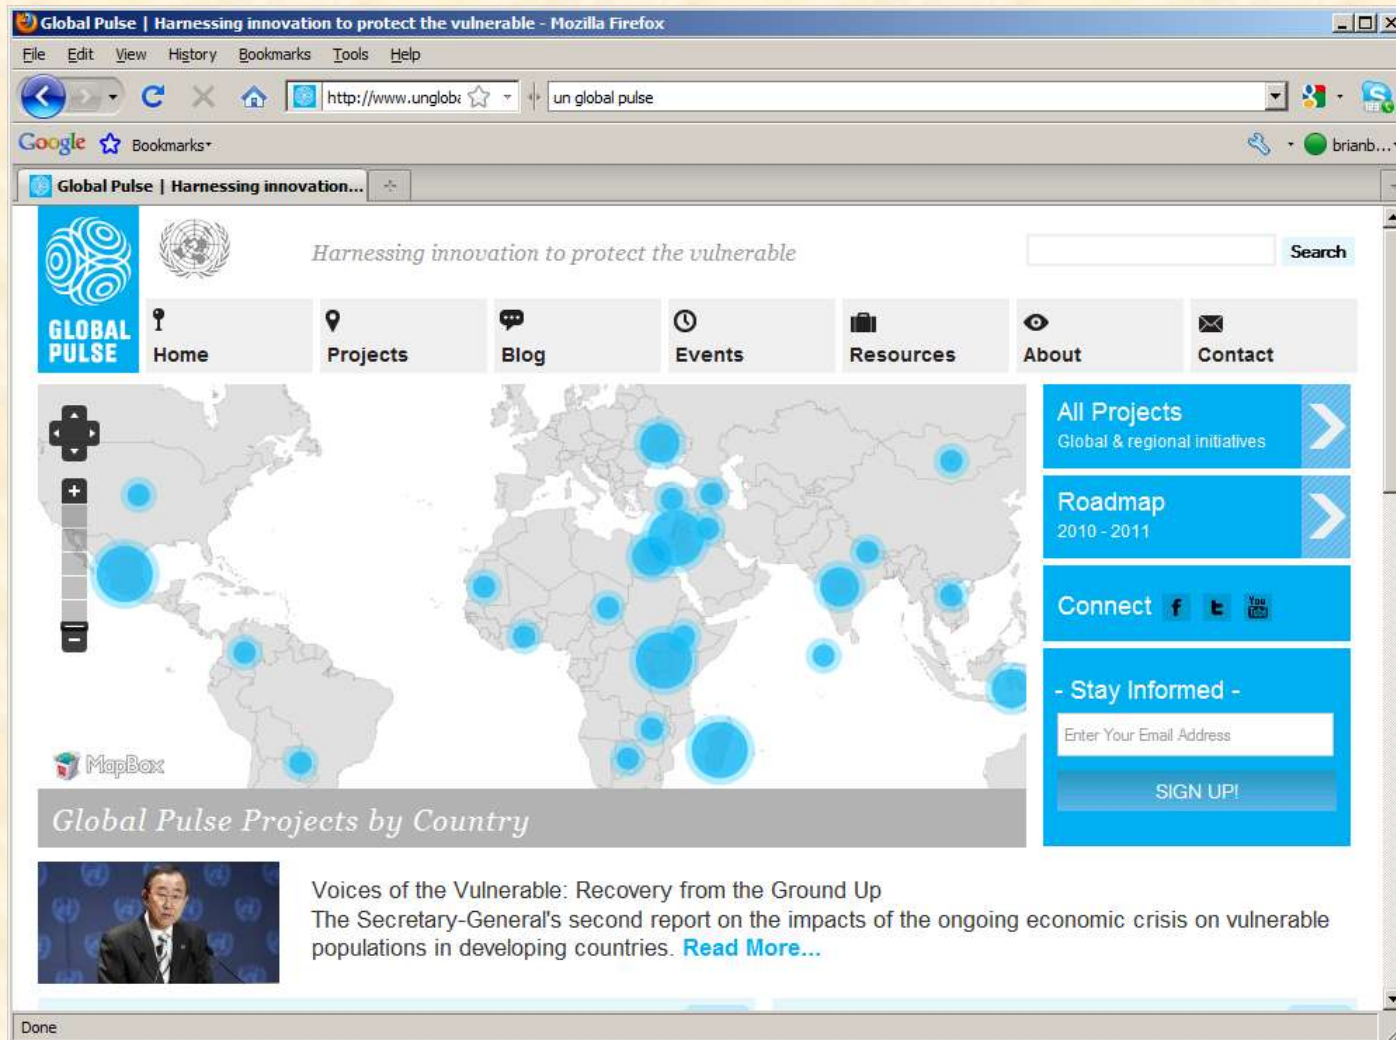 Global Pulse | Harnessing innovation to protect the vulnerable - Mozilla Firefox
File Edit View History Bookmarks Tools Help
http://www.unglob un global pulse
Google Bookmarks brianb...
Global Pulse | Harnessing innovation...
Harnessing innovation to protect the vulnerable
Search
GLOBAL
PULSE
Home Projects Blog Events Resources About Contact
All Projects
Global & regional initiatives
Roadmap
2010 - 2011
Connect f t You Tube
- Stay Informed -
Enter Your Email Address
SIGN UP!
MapBox
Global Pulse Projects by Country
Voices of the Vulnerable: Recovery from the Ground Up
The Secretary-General's second report on the impacts of the ongoing economic crisis on vulnerable
populations in developing countries. Read More...
Done